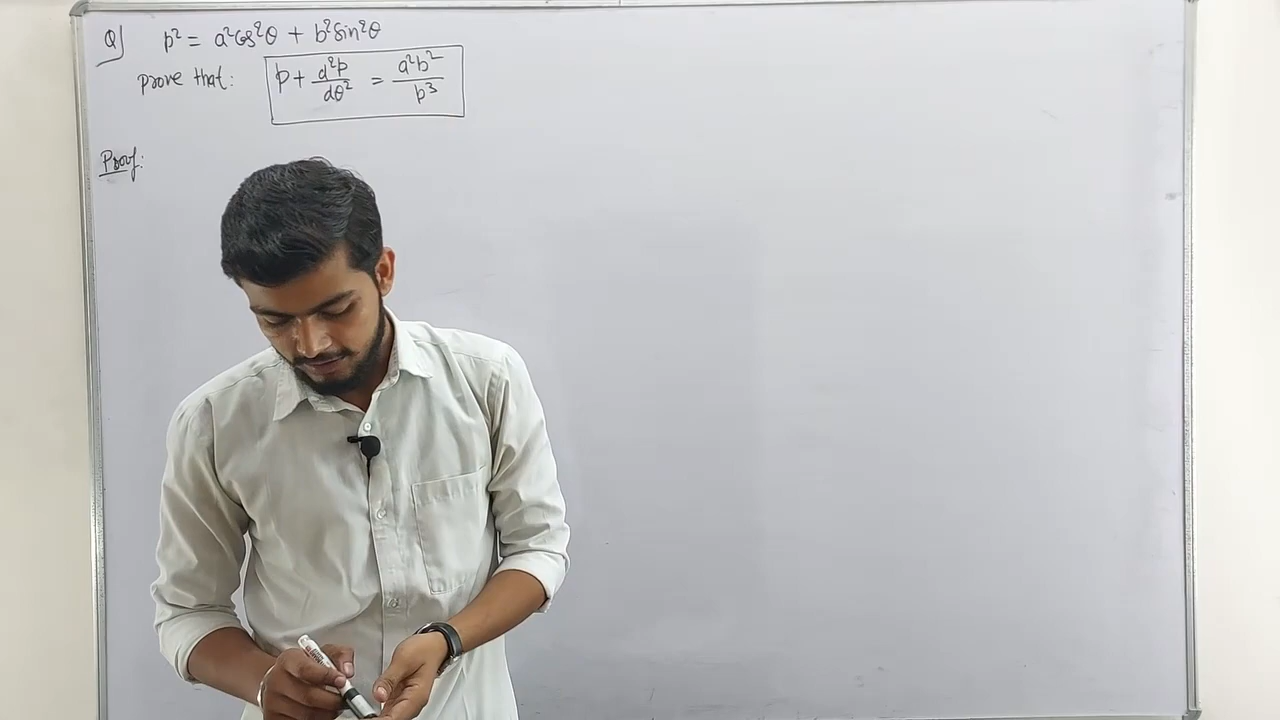 Q) p² = a²cos²θ + b²sin²θ
prove that: p + d²p/dθ² = a²b²/p³
Proof: